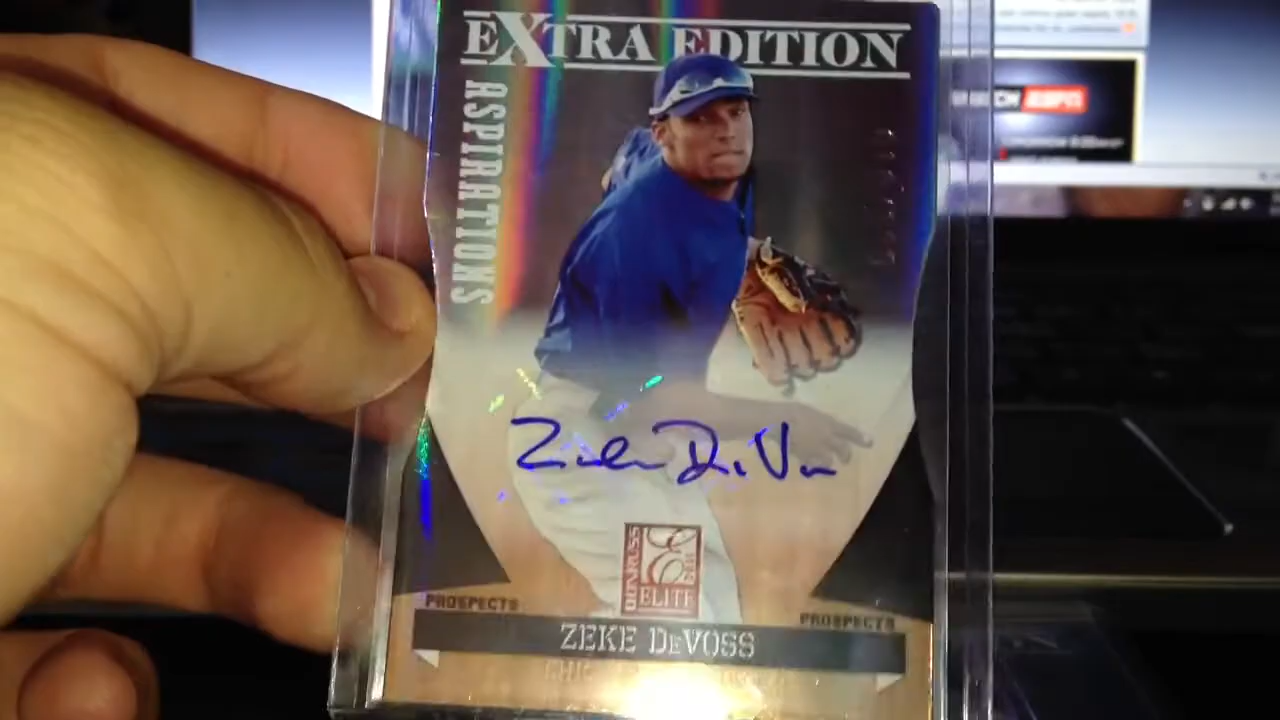 EXTRA EDITION
ASPIRATIONS
Zeke DeVoss
DONRUSS
ELITE
PROSPECTS
PROSPECTS
ZEKE DEVOSS
ESPN